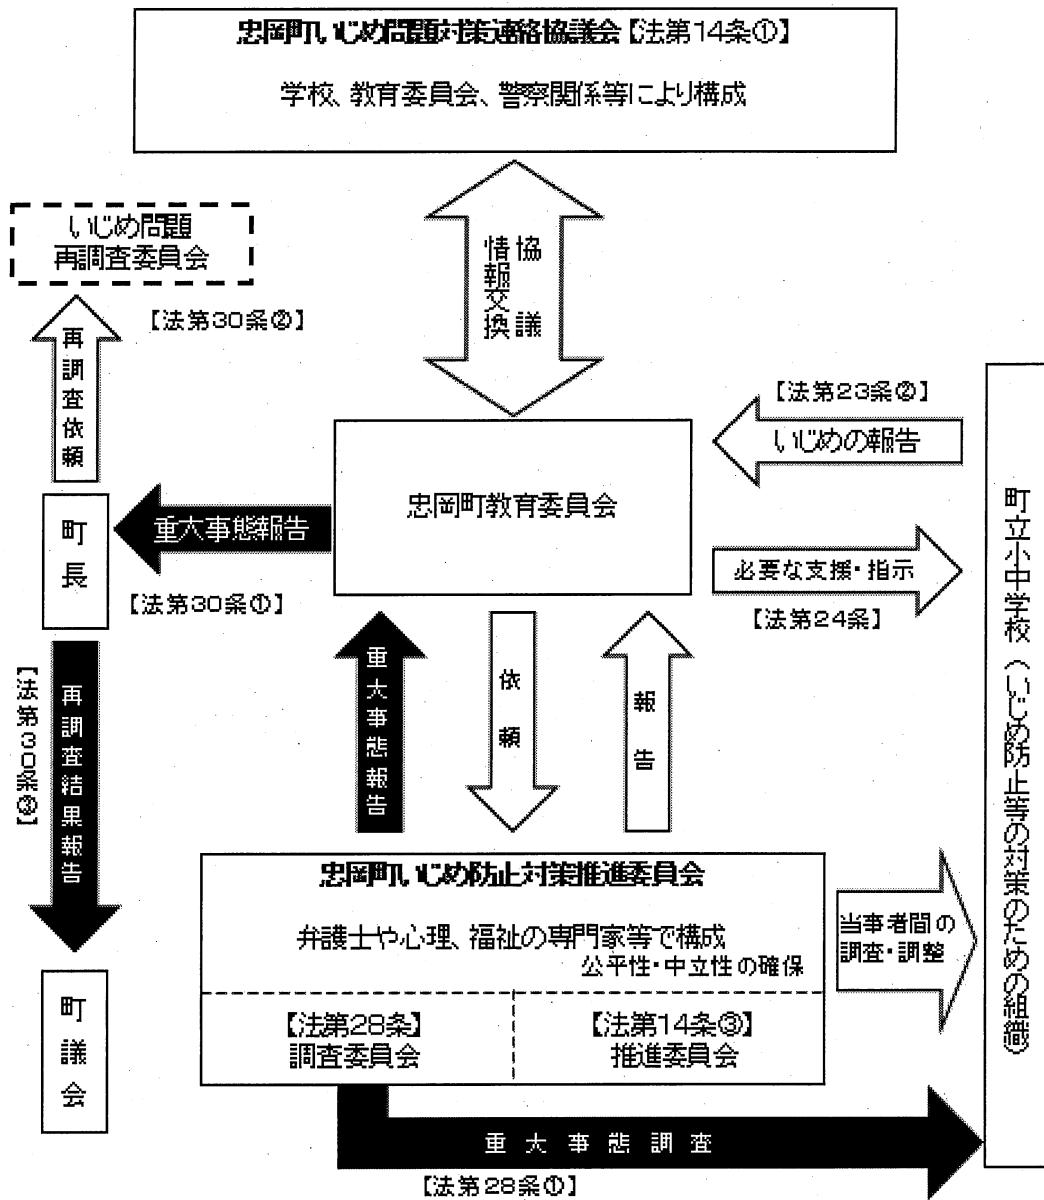 忠岡町いじめ問題対策連絡協議会【法第14条①】
学校、教育委員会、警察関係等により構成
いじめ問題
再調査委員会
【法第30条②】
再調査依頼
協議
情報交換
【法第23条②】
いじめの報告
忠岡町教育委員会
重大事態報告
町長
【法第30条①】
必要な支援・指示
【法第24条】
町立小中学校（いじめ防止等の対策のための組織）
【法第30条③】
再調査結果報告
重大事態報告
依頼
報告
忠岡町いじめ防止対策推進委員会
弁護士や心理、福祉の専門家等で構成
公平性・中立性の確保
【法第28条】
調査委員会
【法第14条③】
推進委員会
当事者間の
調査・調整
町議会
重大事態調査
【法第28条①】